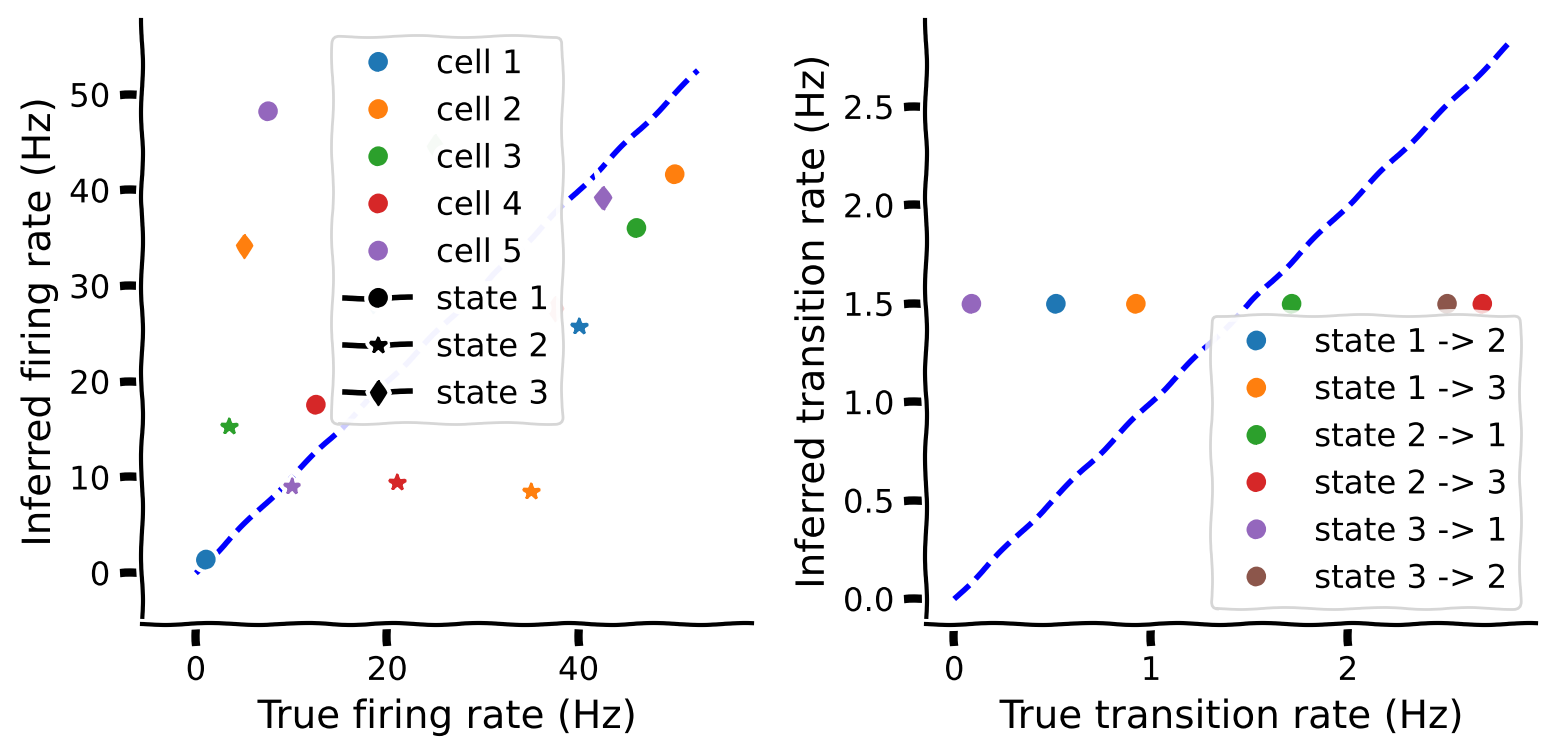 Inferred firing rate (Hz)
50
40
30
20
10
0
0
20
40
True firing rate (Hz)
cell 1
cell 2
cell 3
cell 4
cell 5
state 1
state 2
state 3
Inferred transition rate (Hz)
2.5
2.0
1.5
1.0
0.5
0.0
0
1
2
True transition rate (Hz)
state 1 -> 2
state 1 -> 3
state 2 -> 1
state 2 -> 3
state 3 -> 1
state 3 -> 2